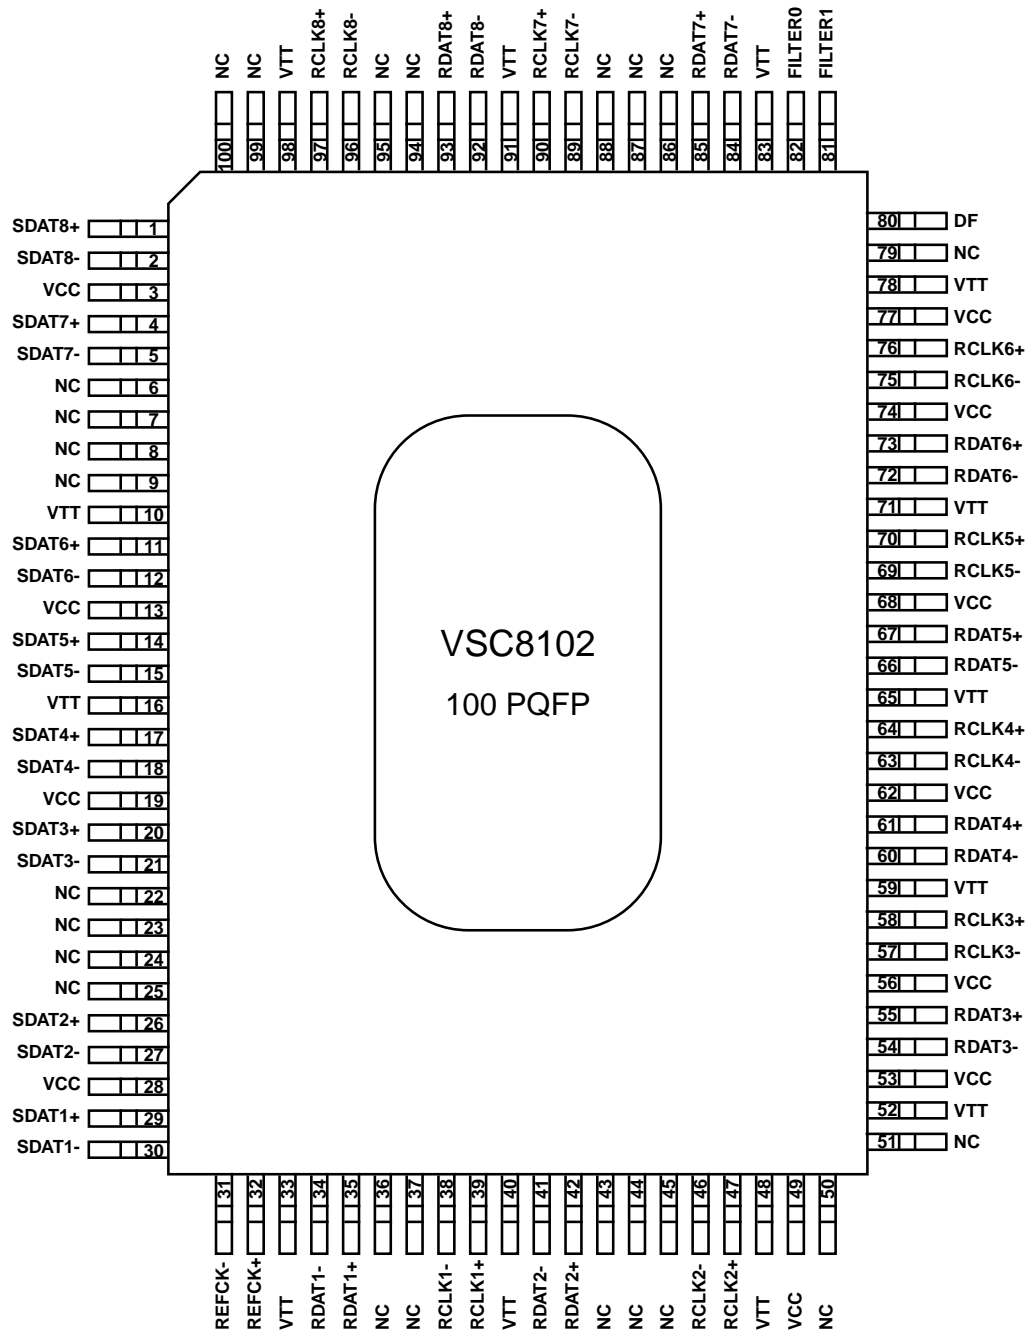 NC NC VTT RCLK8+ RCLK8- NC NC RDAT8+ RDAT8- VTT RCLK7+ RCLK7- NC NC NC RDAT7+ RDAT7- VTT FILTER0 FILTER1
100 99 98 97 96 95 94 93 92 91 90 89 88 87 86 85 84 83 82 81
SDAT8+ 1
SDAT8- 2
VCC 3
SDAT7+ 4
SDAT7- 5
NC 6
NC 7
NC 8
NC 9
VTT 10
SDAT6+ 11
SDAT6- 12
VCC 13
SDAT5+ 14
SDAT5- 15
VTT 16
SDAT4+ 17
SDAT4- 18
VCC 19
SDAT3+ 20
SDAT3- 21
NC 22
NC 23
NC 24
NC 25
SDAT2+ 26
SDAT2- 27
VCC 28
SDAT1+ 29
SDAT1- 30
VSC8102
100 PQFP
80 DF
79 NC
78 VTT
77 VCC
76 RCLK6+
75 RCLK6-
74 VCC
73 RDAT6+
72 RDAT6-
71 VTT
70 RCLK5+
69 RCLK5-
68 VCC
67 RDAT5+
66 RDAT5-
65 VTT
64 RCLK4+
63 RCLK4-
62 VCC
61 RDAT4+
60 RDAT4-
59 VTT
58 RCLK3+
57 RCLK3-
56 VCC
55 RDAT3+
54 RDAT3-
53 VCC
52 VTT
51 NC
31 32 33 34 35 36 37 38 39 40 41 42 43 44 45 46 47 48 49 50
REFCK- REFCK+ VTT RDAT1- RDAT1+ NC NC RCLK1- RCLK1+ VTT RDAT2- RDAT2+ NC NC NC RCLK2- RCLK2+ VTT VCC NC